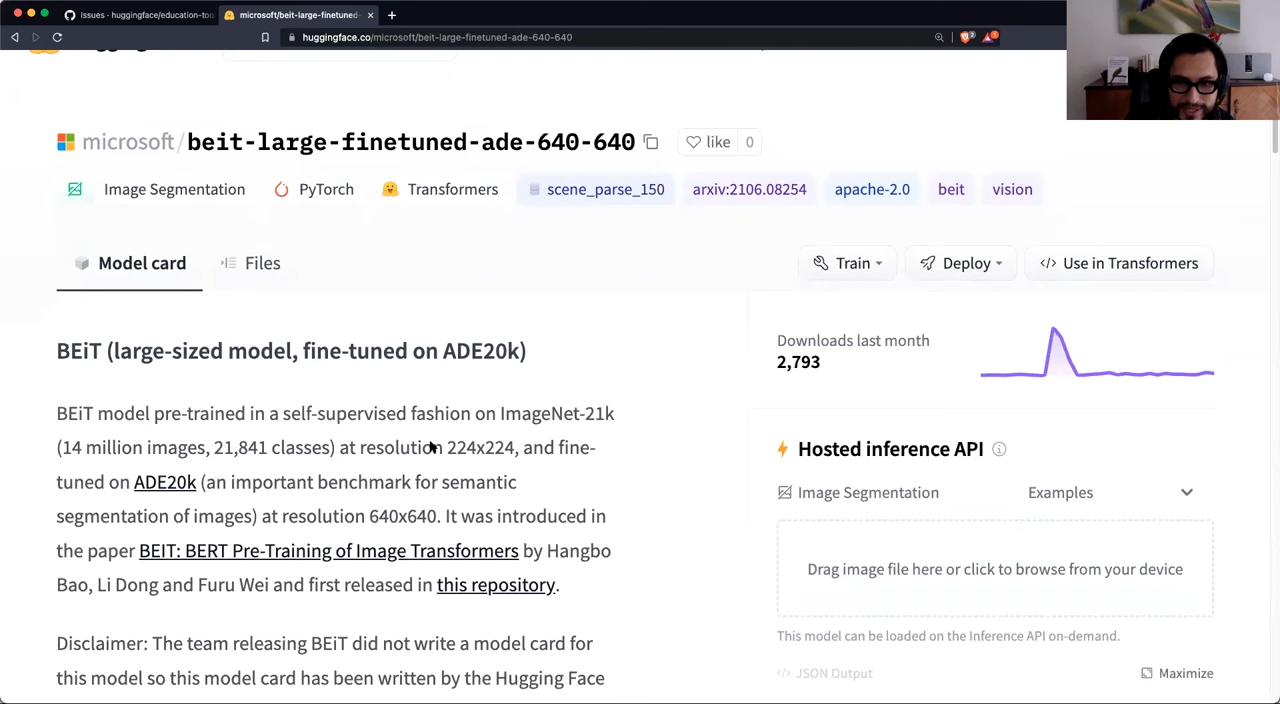 Issues · huggingface/education-too
microsoft/beit-large-finetuned-
huggingface.co/microsoft/beit-large-finetuned-ade-640-640
microsoft/beit-large-finetuned-ade-640-640
like 0
Image Segmentation PyTorch Transformers scene_parse_150 arxiv:2106.08254 apache-2.0 beit vision
Model card Files
Train Deploy </> Use in Transformers
BEiT (large-sized model, fine-tuned on ADE20k)
BEiT model pre-trained in a self-supervised fashion on ImageNet-21k
(14 million images, 21,841 classes) at resolution 224x224, and fine-
tuned on ADE20k (an important benchmark for semantic
segmentation of images) at resolution 640x640. It was introduced in
the paper BEIT: BERT Pre-Training of Image Transformers by Hangbo
Bao, Li Dong and Furu Wei and first released in this repository.
Disclaimer: The team releasing BEiT did not write a model card for
this model so this model card has been written by the Hugging Face
Downloads last month
2,793
Hosted inference API
Image Segmentation Examples
Drag image file here or click to browse from your device
This model can be loaded on the Inference API on-demand.
</> JSON Output Maximize